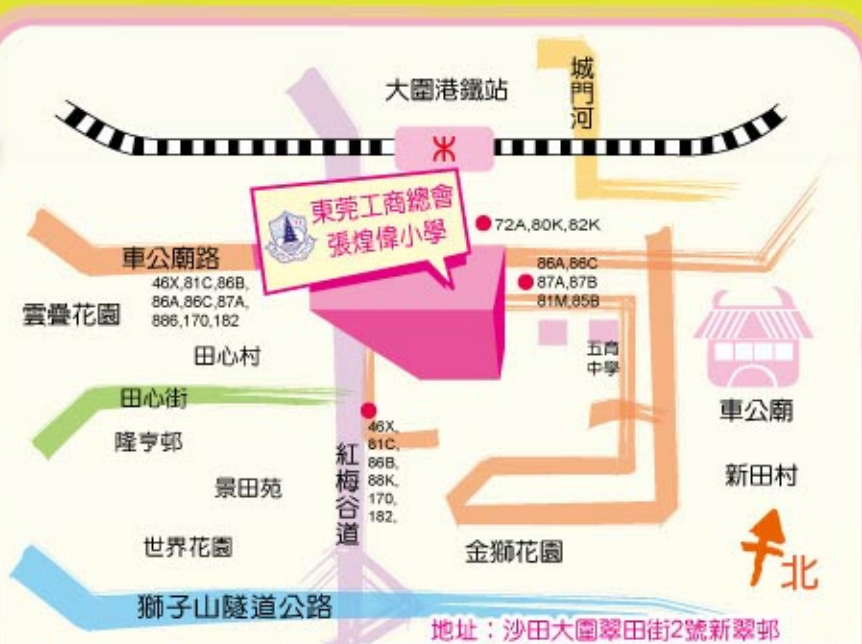 大圍港鐵站
城門河
東莞工商總會
張煌偉小學
72A,80K,82K
車公廟路
46X,81C,86B,
86A,86C,87A,
886,170,182
86A,86C
87A,87B
81M,85B
雲疊花園
田心村
五育
中學
田心街
車公廟
隆亨邨
46X,
81C,
86B,
88K,
170,
182,
紅梅谷道
景田苑
新田村
世界花園
金獅花園
北
獅子山隧道公路
地址：沙田大圍翠田街2號新翠邨